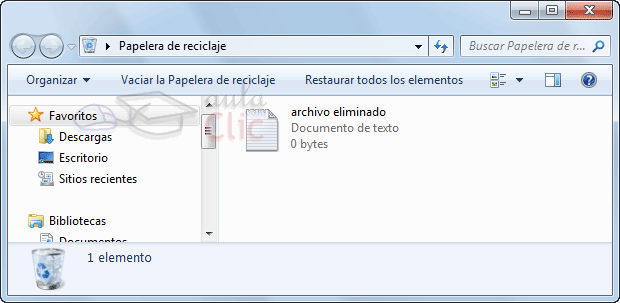 Papelera de reciclaje
Buscar Papelera de r...
Organizar
Vaciar la Papelera de reciclaje
Restaurar todos los elementos
Favoritos
Descargas
Escritorio
Sitios recientes
Bibliotecas
Documentos
aula
Clic
archivo eliminado
Documento de texto
0 bytes
1 elemento